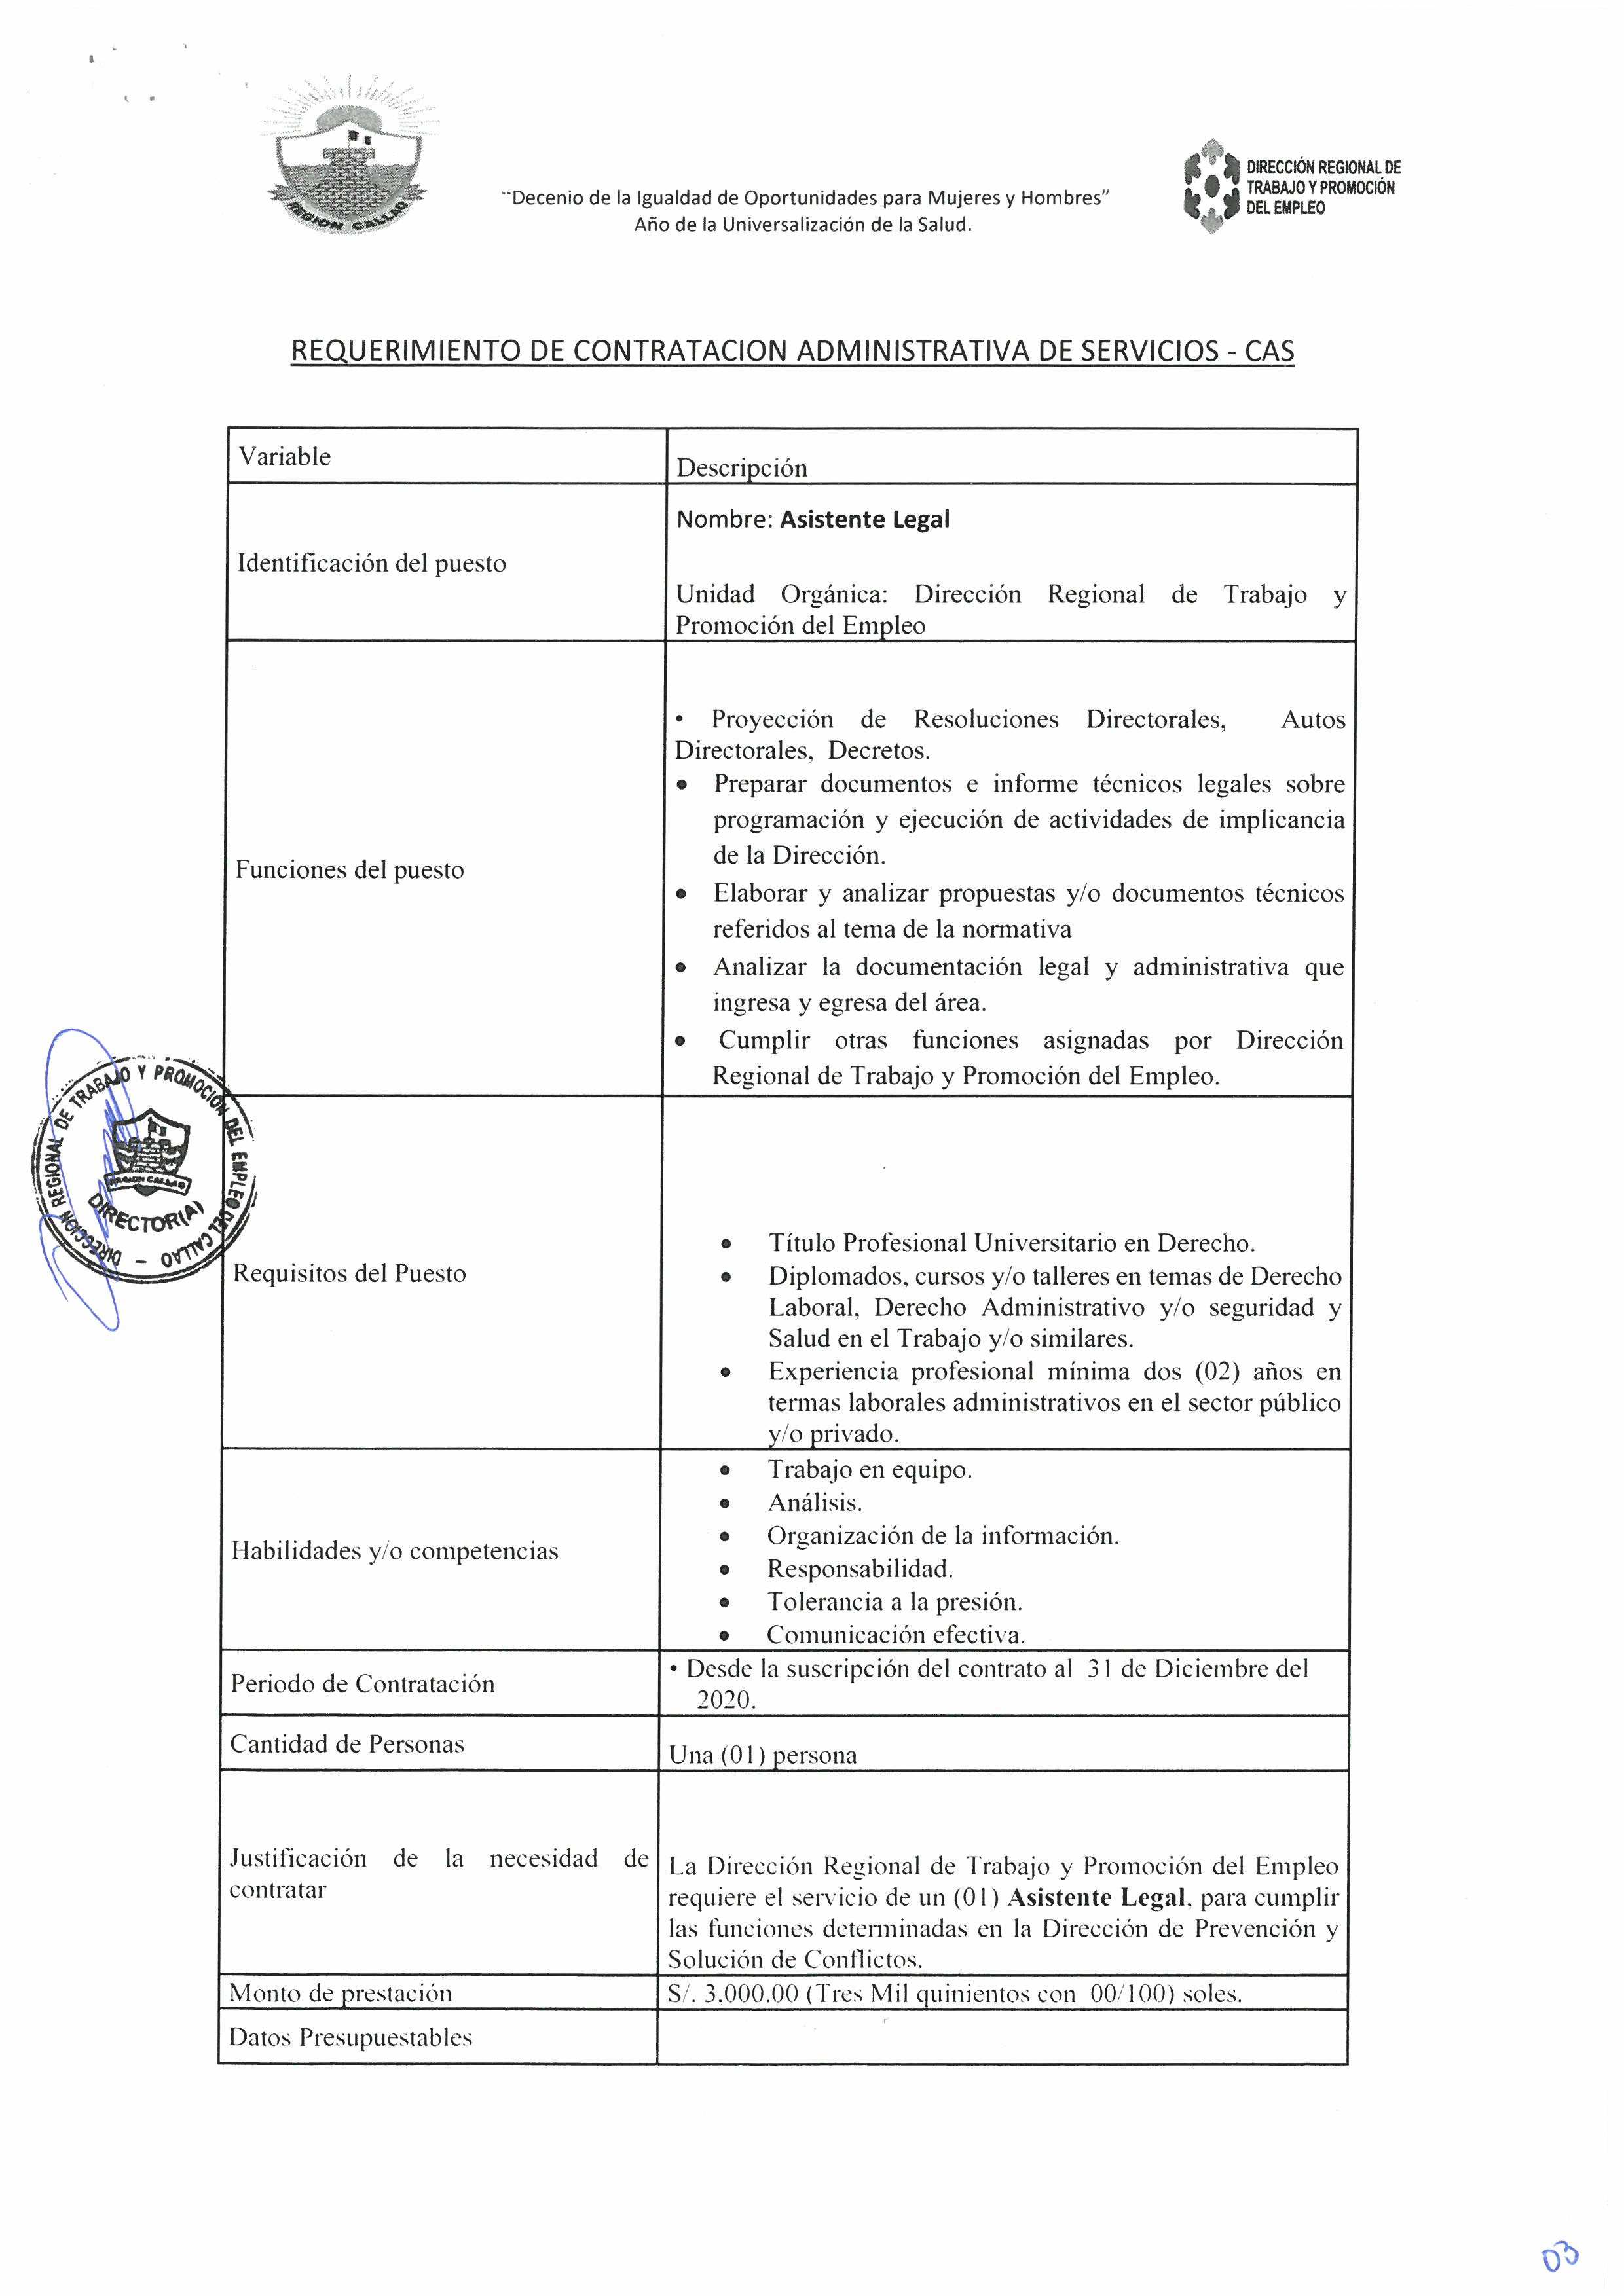 REGION CALLAO
"Decenio de la Igualdad de Oportunidades para Mujeres y Hombres"
Año de la Universalización de la Salud.
DIRECCIÓN REGIONAL DE
TRABAJO Y PROMOCIÓN
DEL EMPLEO
REQUERIMIENTO DE CONTRATACION ADMINISTRATIVA DE SERVICIOS - CAS
Variable
Descripción
Identificación del puesto
Nombre: Asistente Legal
Unidad Orgánica: Dirección Regional de Trabajo y
Promoción del Empleo
Funciones del puesto
• Proyección de Resoluciones Directorales, Autos
Directorales, Decretos.
• Preparar documentos e informe técnicos legales sobre
programación y ejecución de actividades de implicancia
de la Dirección.
• Elaborar y analizar propuestas y/o documentos técnicos
referidos al tema de la normativa
• Analizar la documentación legal y administrativa que
ingresa y egresa del área.
• Cumplir otras funciones asignadas por Dirección
Regional de Trabajo y Promoción del Empleo.
DIRECCION REGIONAL DE TRABAJO Y PROMOCIÓN DEL EMPLEO DEL CALLAO -
REGION CALLAO
DIRECTOR(A)
Requisitos del Puesto
• Título Profesional Universitario en Derecho.
• Diplomados, cursos y/o talleres en temas de Derecho
Laboral, Derecho Administrativo y/o seguridad y
Salud en el Trabajo y/o similares.
• Experiencia profesional mínima dos (02) años en
termas laborales administrativos en el sector público
y/o privado.
Habilidades y/o competencias
• Trabajo en equipo.
• Análisis.
• Organización de la información.
• Responsabilidad.
• Tolerancia a la presión.
• Comunicación efectiva.
Periodo de Contratación
• Desde la suscripción del contrato al 31 de Diciembre del
2020.
Cantidad de Personas
Una (01) persona
Justificación de la necesidad de
contratar
La Dirección Regional de Trabajo y Promoción del Empleo
requiere el servicio de un (01) Asistente Legal, para cumplir
las funciones determinadas en la Dirección de Prevención y
Solución de Conflictos.
Monto de prestación
S/. 3.000.00 (Tres Mil quinientos con 00/100) soles.
Datos Presupuestables
03